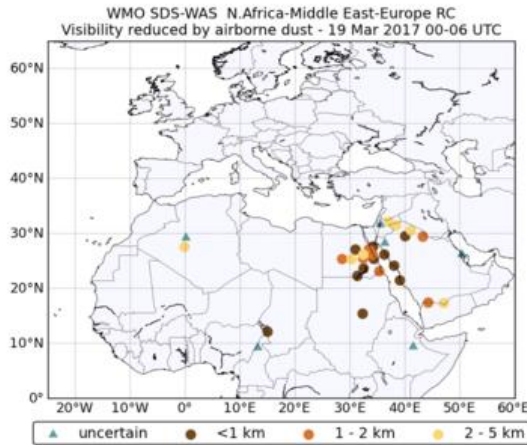 WMO SDS-WAS N.Africa-Middle East-Europe RC
Visibility reduced by airborne dust - 19 Mar 2017 00-06 UTC
60°N
50°N
40°N
30°N
20°N
10°N
0°
20°W 10°W 0° 10°E 20°E 30°E 40°E 50°E 60°E
uncertain <1 km 1 - 2 km 2 - 5 km